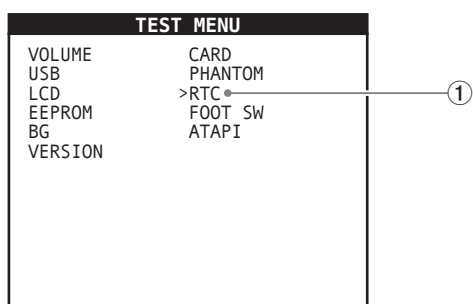 TEST MENU
VOLUME CARD
USB PHANTOM
LCD >RTC ①
EEPROM FOOT SW
BG ATAPI
VERSION